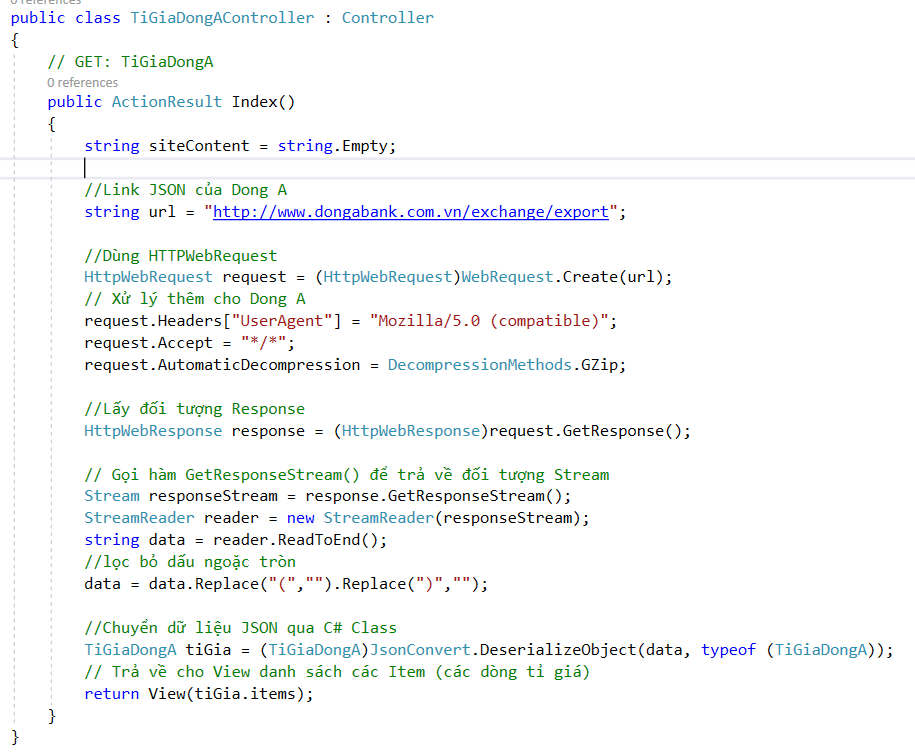 0 references
public class TiGiaDongAController : Controller
{
// GET: TiGiaDongA
0 references
public ActionResult Index()
{
string siteContent = string.Empty;
//Link JSON của Dong A
string url = "http://www.dongabank.com.vn/exchange/export";
//Dùng HTTPWebRequest
HttpWebRequest request = (HttpWebRequest)WebRequest.Create(url);
// Xử lý thêm cho Dong A
request.Headers["UserAgent"] = "Mozilla/5.0 (compatible)";
request.Accept = "*/*";
request.AutomaticDecompression = DecompressionMethods.GZip;
//Lấy đối tượng Response
HttpWebResponse response = (HttpWebResponse)request.GetResponse();
// Gọi hàm GetResponseStream() để trả về đối tượng Stream
Stream responseStream = response.GetResponseStream();
StreamReader reader = new StreamReader(responseStream);
string data = reader.ReadToEnd();
//lọc bỏ dấu ngoặc tròn
data = data.Replace("(","").Replace(")","");
//Chuyển dữ liệu JSON qua C# Class
TiGiaDongA tiGia = (TiGiaDongA)JsonConvert.DeserializeObject(data, typeof (TiGiaDongA));
// Trả về cho View danh sách các Item (các dòng tỉ giá)
return View(tiGia.items);
}
}